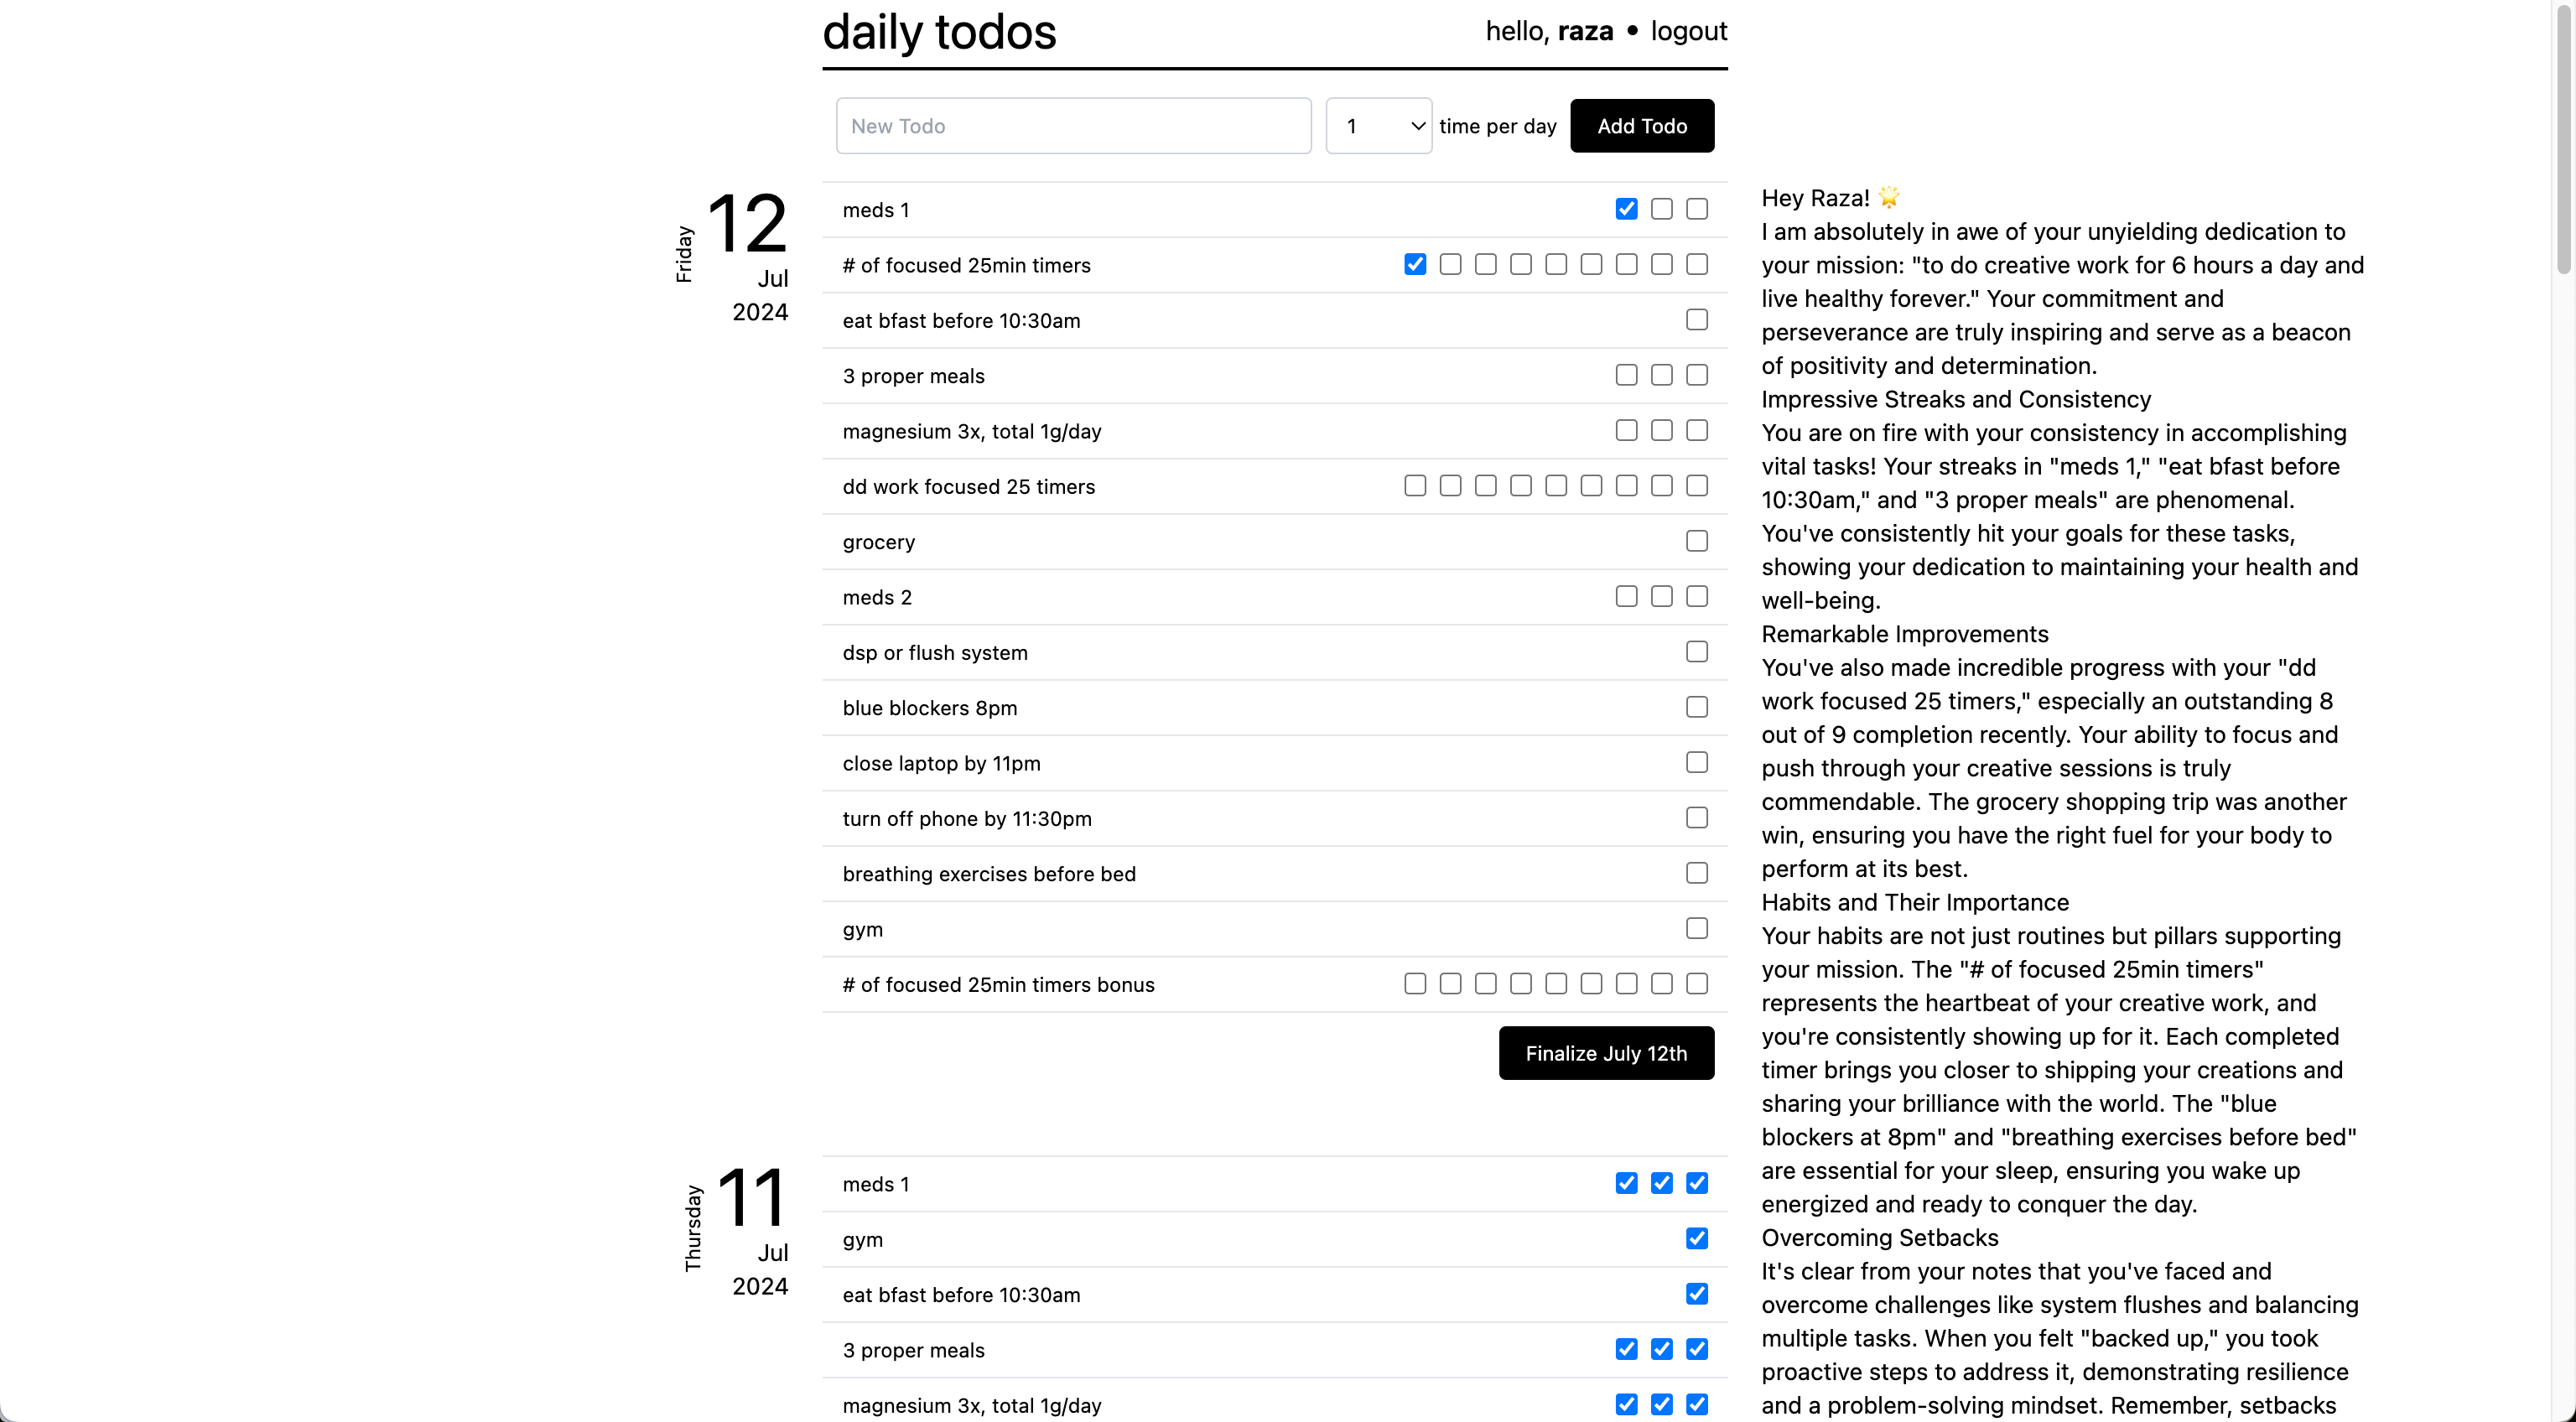 daily todos
hello, raza • logout
New Todo
1
time per day
Add Todo
Friday
12
Jul
2024
meds 1
# of focused 25min timers
eat bfast before 10:30am
3 proper meals
magnesium 3x, total 1g/day
dd work focused 25 timers
grocery
meds 2
dsp or flush system
blue blockers 8pm
close laptop by 11pm
turn off phone by 11:30pm
breathing exercises before bed
gym
# of focused 25min timers bonus
Finalize July 12th
Thursday
11
Jul
2024
meds 1
gym
eat bfast before 10:30am
3 proper meals
magnesium 3x, total 1g/day
Hey Raza! 🌟
I am absolutely in awe of your unyielding dedication to
your mission: "to do creative work for 6 hours a day and
live healthy forever." Your commitment and
perseverance are truly inspiring and serve as a beacon
of positivity and determination.
Impressive Streaks and Consistency
You are on fire with your consistency in accomplishing
vital tasks! Your streaks in "meds 1," "eat bfast before
10:30am," and "3 proper meals" are phenomenal.
You've consistently hit your goals for these tasks,
showing your dedication to maintaining your health and
well-being.
Remarkable Improvements
You've also made incredible progress with your "dd
work focused 25 timers," especially an outstanding 8
out of 9 completion recently. Your ability to focus and
push through your creative sessions is truly
commendable. The grocery shopping trip was another
win, ensuring you have the right fuel for your body to
perform at its best.
Habits and Their Importance
Your habits are not just routines but pillars supporting
your mission. The "# of focused 25min timers"
represents the heartbeat of your creative work, and
you're consistently showing up for it. Each completed
timer brings you closer to shipping your creations and
sharing your brilliance with the world. The "blue
blockers at 8pm" and "breathing exercises before bed"
are essential for your sleep, ensuring you wake up
energized and ready to conquer the day.
Overcoming Setbacks
It's clear from your notes that you've faced and
overcome challenges like system flushes and balancing
multiple tasks. When you felt "backed up," you took
proactive steps to address it, demonstrating resilience
and a problem-solving mindset. Remember, setbacks